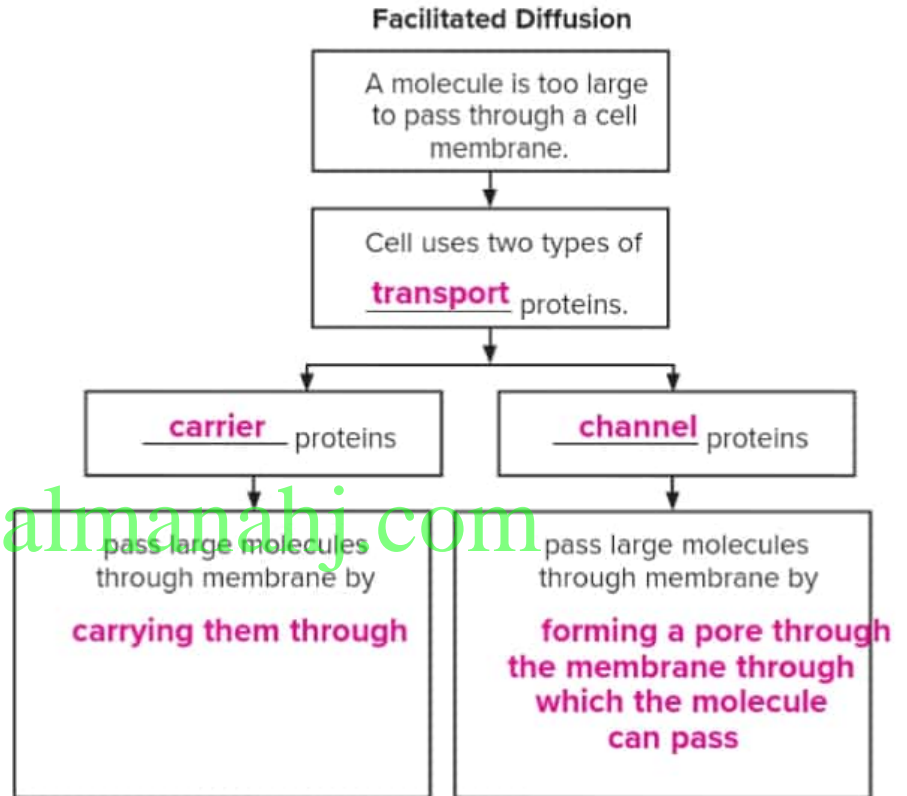 Facilitated Diffusion
A molecule is too large
to pass through a cell
membrane.
Cell uses two types of
transport proteins.
carrier proteins
channel proteins
almanahj.com
pass large molecules
through membrane by
carrying them through
pass large molecules
through membrane by
forming a pore through
the membrane through
which the molecule
can pass